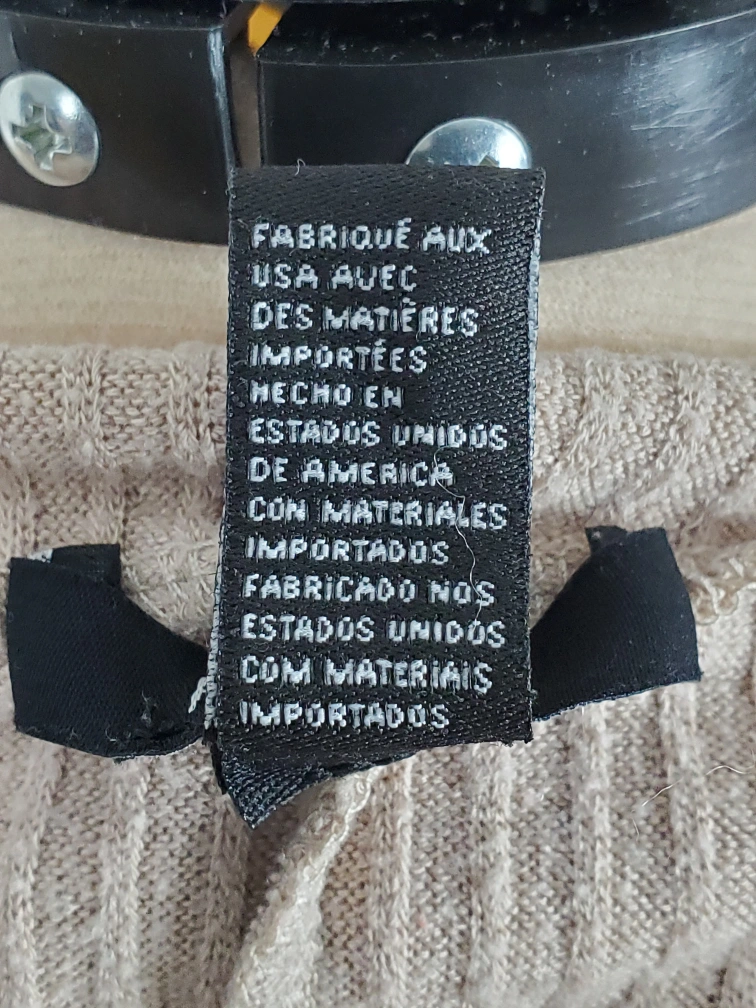 FABRIQUÉ AUX
USA AVEC
DES MATIÈRES
IMPORTÉES
HECHO EN
ESTADOS UNIDOS
DE AMERICA
CON MATERIALES
IMPORTADOS
FABRICADO NOS
ESTADOS UNIDOS
COM MATERIAIS
IMPORTADOS